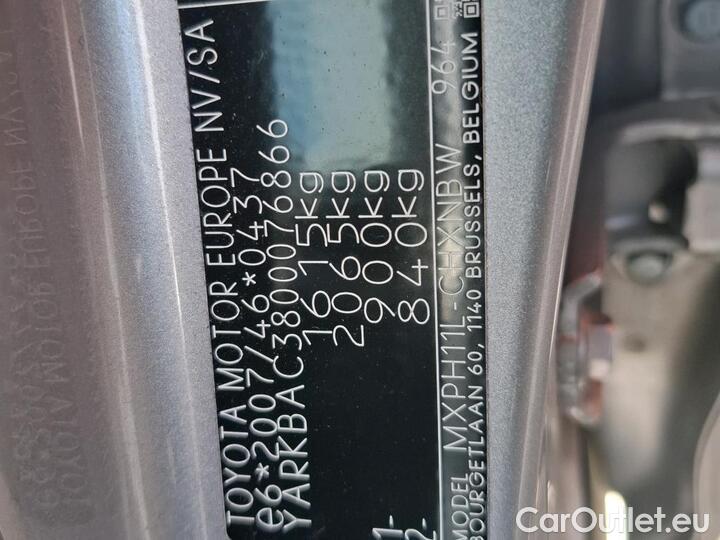 TOYOTA MOTOR EUROPE NV/SA
e6*2007/46*0437
YARKBAC3800076866
1615kg
2065kg
1- 900kg
2- 840kg
MODEL MXPH11L-CHXNBW 964
BOURGETLAAN 60, 1140 BRUSSELS, BELGIUM
CarOutlet.eu